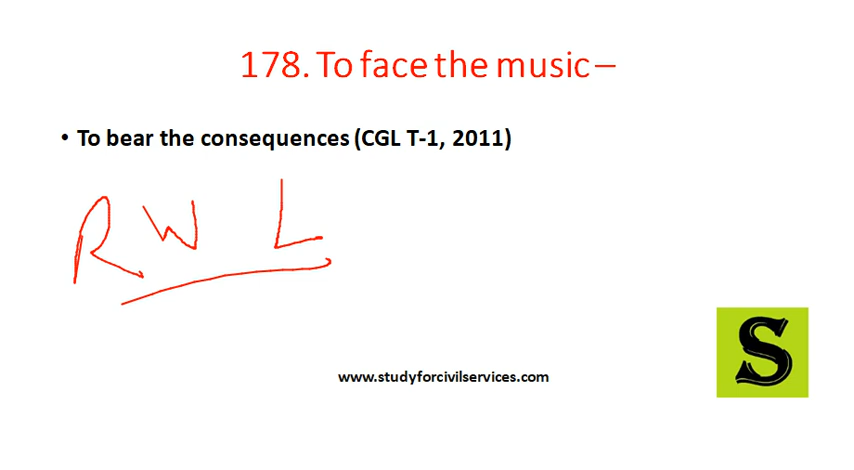 178. To face the music –
• To bear the consequences (CGL T-1, 2011)
R W L
www.studyforcivilservices.com
S